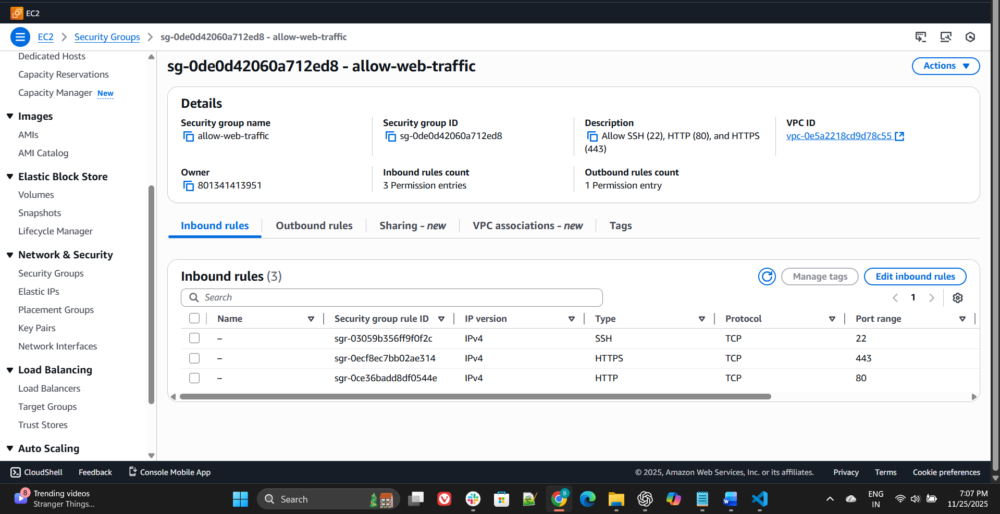 EC2
EC2 > Security Groups > sg-0de0d42060a712ed8 - allow-web-traffic
Dedicated Hosts
Capacity Reservations
Capacity Manager New
Images
AMIs
AMI Catalog
Elastic Block Store
Volumes
Snapshots
Lifecycle Manager
Network & Security
Security Groups
Elastic IPs
Placement Groups
Key Pairs
Network Interfaces
Load Balancing
Load Balancers
Target Groups
Trust Stores
Auto Scaling
sg-0de0d42060a712ed8 - allow-web-traffic
Actions
Details
Security group name
allow-web-traffic
Security group ID
sg-0de0d42060a712ed8
Description
Allow SSH (22), HTTP (80), and HTTPS
(443)
VPC ID
vpc-0e5a2218cd9d78c55
Owner
801341413951
Inbound rules count
3 Permission entries
Outbound rules count
1 Permission entry
Inbound rules Outbound rules Sharing - new VPC associations - new Tags
Inbound rules (3)
Manage tags Edit inbound rules
Search
1
Name Security group rule ID IP version Type Protocol Port range
– sgr-03059b356ff9f0f2c IPv4 SSH TCP 22
– sgr-0ecf8ec7bb02ae314 IPv4 HTTPS TCP 443
– sgr-0ce36badd8df0544e IPv4 HTTP TCP 80
CloudShell Feedback Console Mobile App © 2025, Amazon Web Services, Inc. or its affiliates. Privacy Terms Cookie preferences
8
Trending videos
Stranger Things...
Search
B
W
ENG
IN
7:07 PM
11/25/2025